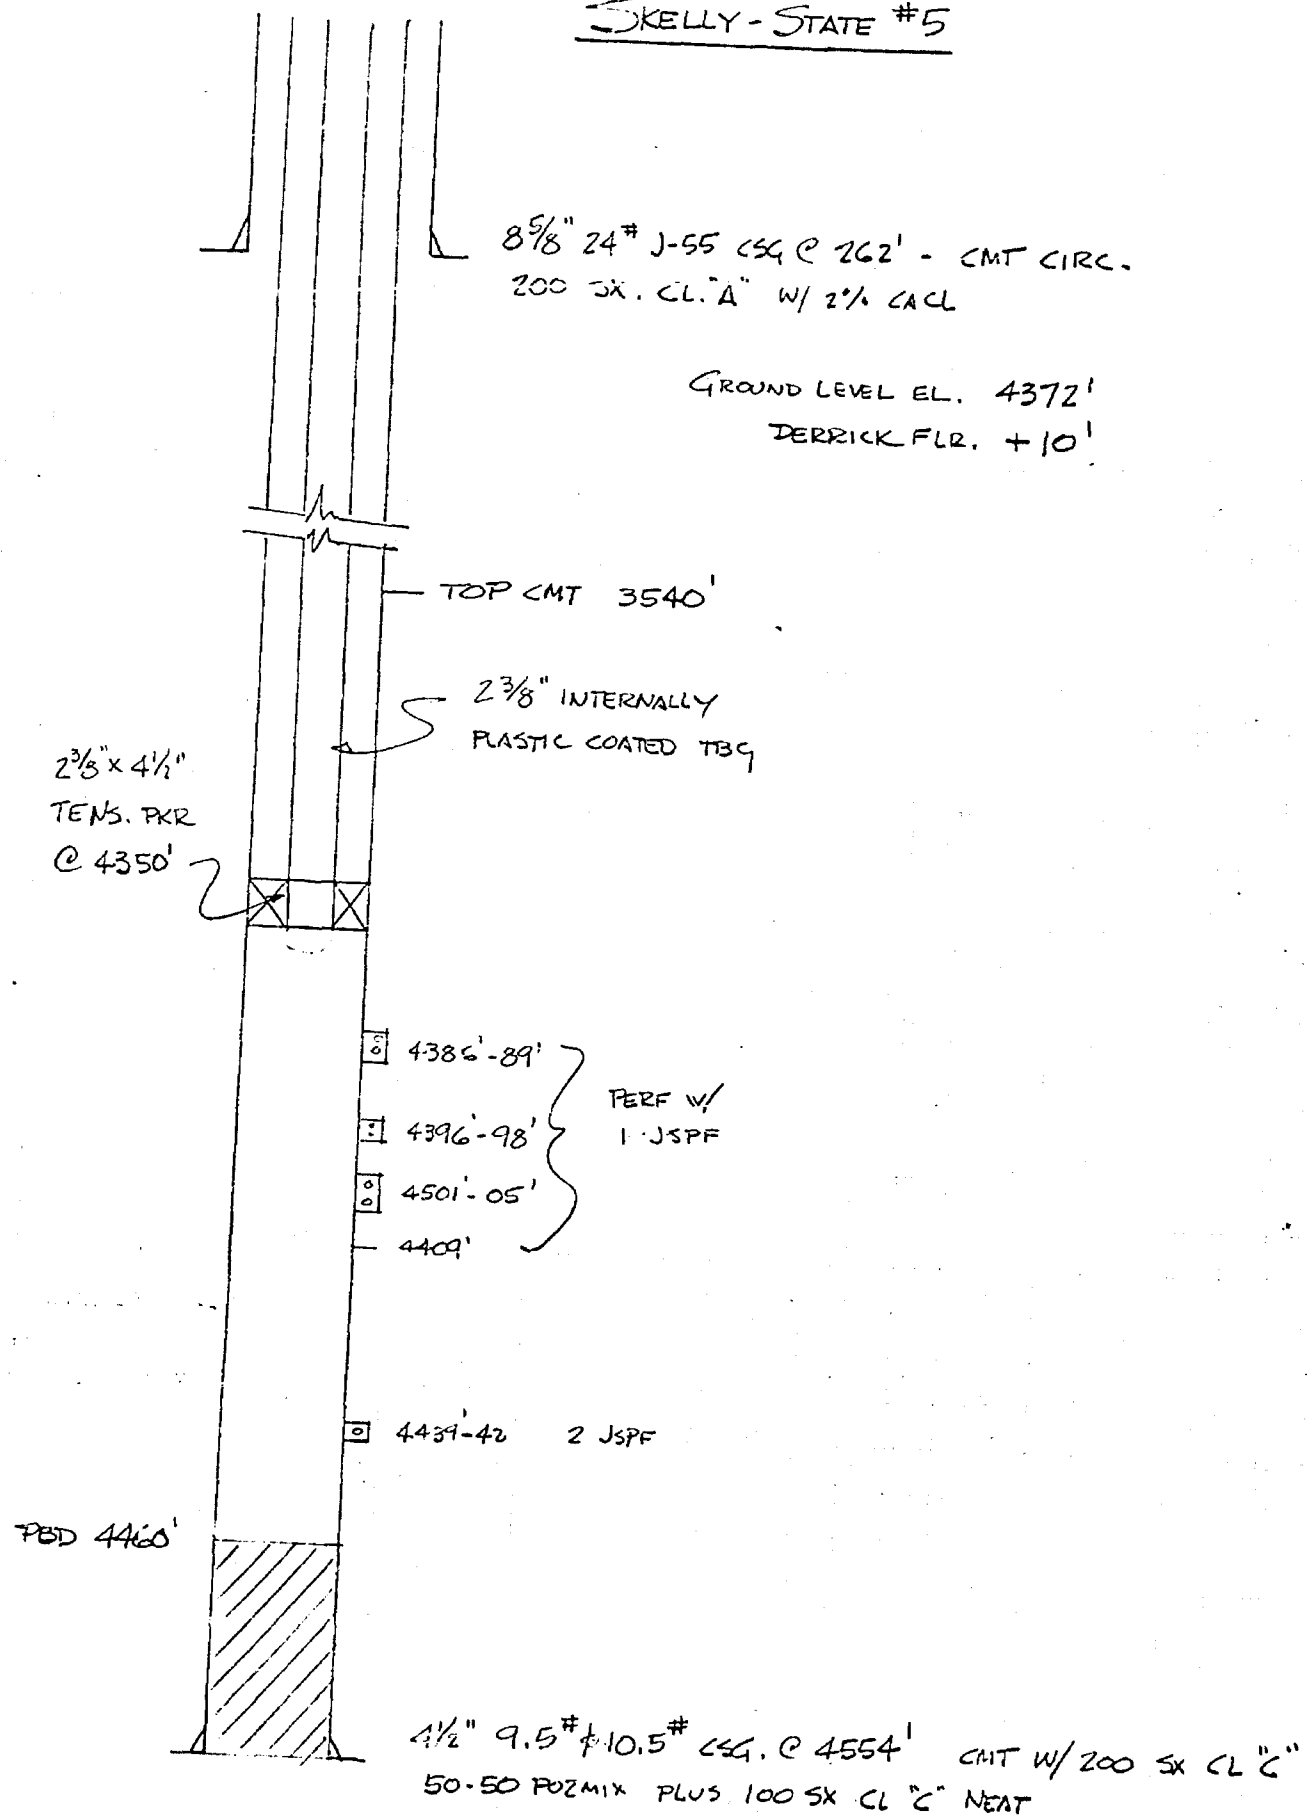 SKELLY - STATE #5
8 5/8" 24# J-55 CSG @ 262' - CMT CIRC.
200 SX. CL. "A" W/ 2% CACL
GROUND LEVEL EL. 4372'
DERRICK FLR. +10'
TOP CMT 3540'
2 3/8" INTERNALLY
PLASTIC COATED TBG
2 3/8" x 4 1/2"
TENS. PKR
@ 4350'
4385'-89'
4396'-98'
4501'-05'
4409'
PERF W/
1 JSPF
4439'-42 2 JSPF
PBD 4460'
4 1/2" 9.5# & 10.5# CSG. @ 4554' CMT W/ 200 SX CL "C"
50-50 POZMIX PLUS 100 SX CL "C" NEAT